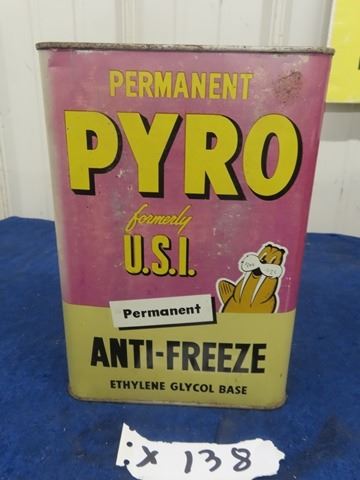 PERMANENT
PYRO
formerly
U.S.I.
Permanent
ANTI-FREEZE
ETHYLENE GLYCOL BASE
X 138